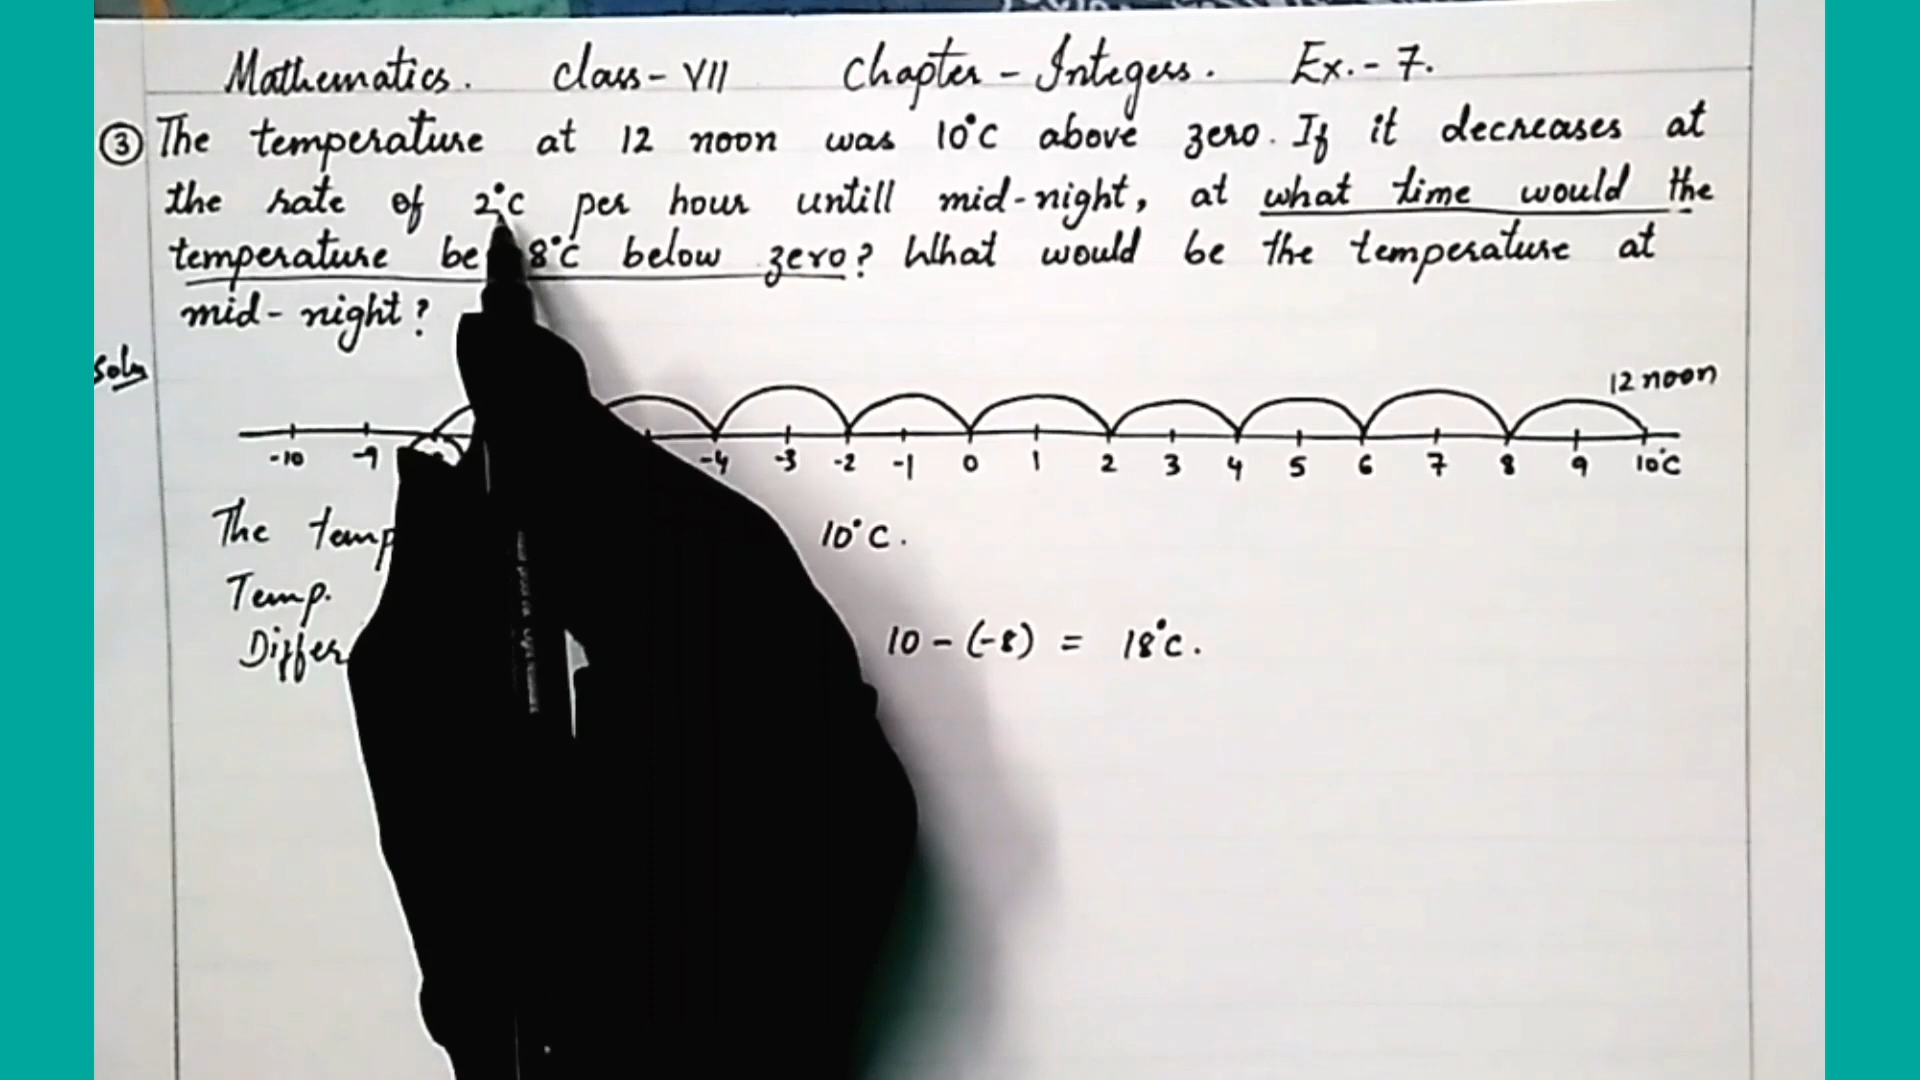 Mathematics. Class - VII Chapter - Integers. Ex. - 7.
③ The temperature at 12 noon was 10°C above zero. If it decreases at
the rate of 2°C per hour untill mid-night, at what time would the
temperature be 8°C below zero? What would be the temperature at
mid-night?
Soln
12 noon
-10 -9 -4 -3 -2 -1 0 1 2 3 4 5 6 7 8 9 10°C
The 10°C.
Temp.
10 - (-8) = 18°C.